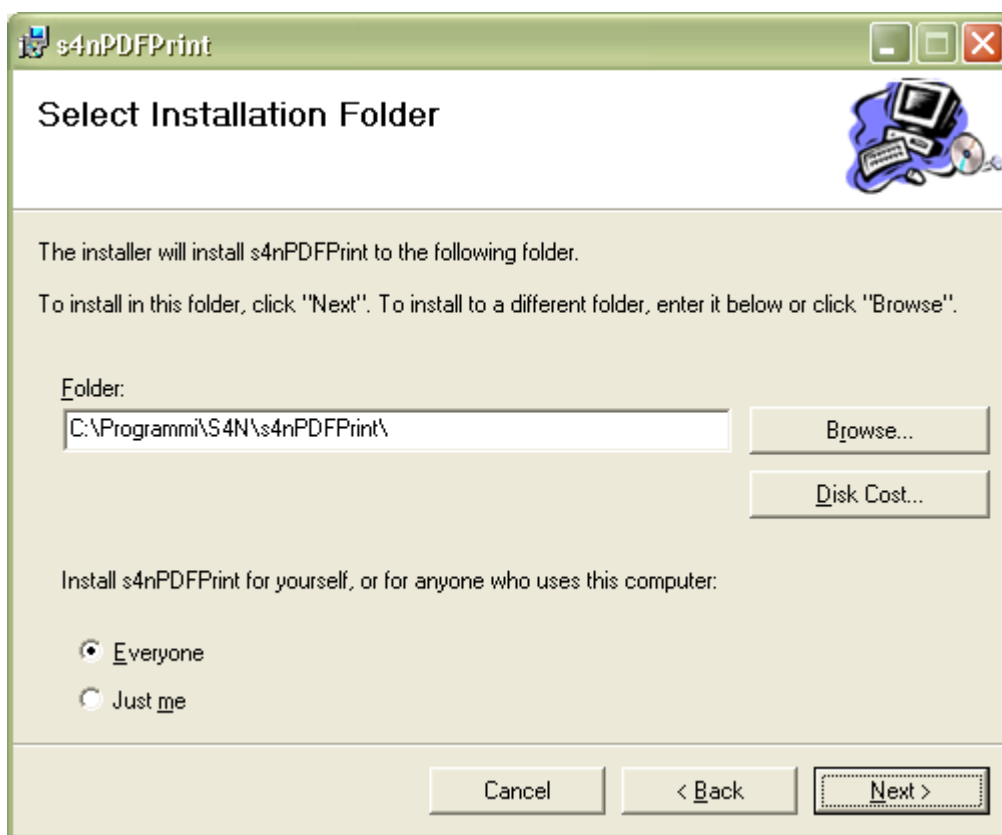 s4nPDFPrint
Select Installation Folder
The installer will install s4nPDFPrint to the following folder.
To install in this folder, click "Next". To install to a different folder, enter it below or click "Browse".
Folder:
C:\Programmi\S4N\s4nPDFPrint\
Browse...
Disk Cost...
Install s4nPDFPrint for yourself, or for anyone who uses this computer:
Everyone
Just me
Cancel
< Back
Next >